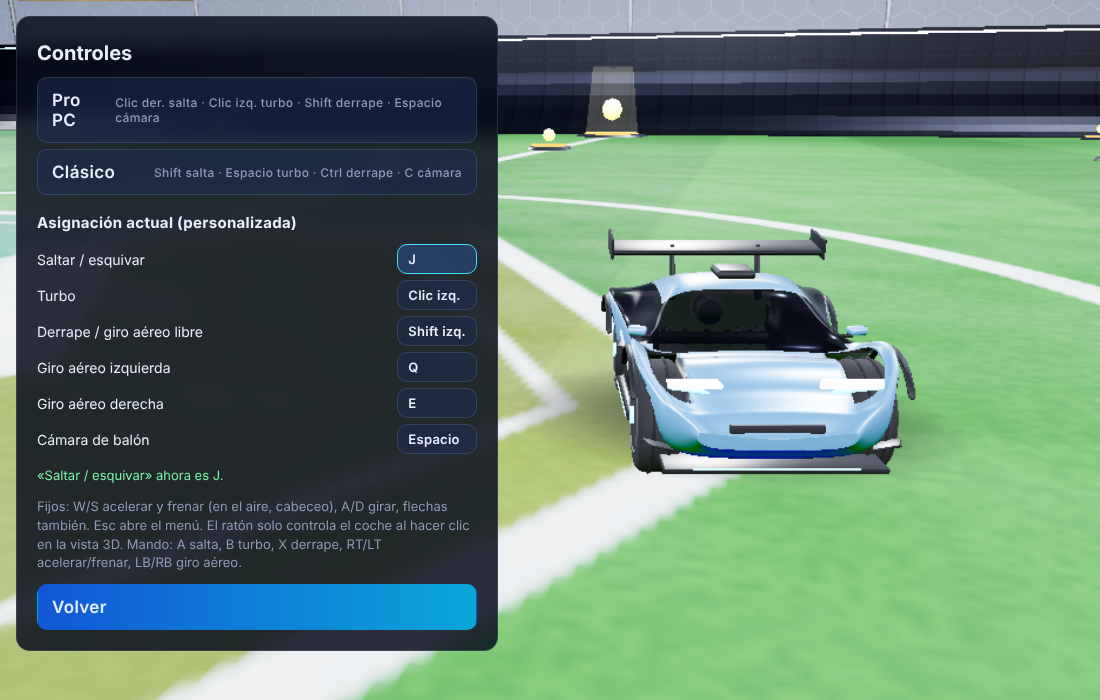 Controles
Pro
PC
Clic der. salta · Clic izq. turbo · Shift derrape · Espacio
cámara
Clásico
Shift salta · Espacio turbo · Ctrl derrape · C cámara
Asignación actual (personalizada)
Saltar / esquivar
J
Turbo
Clic izq.
Derrape / giro aéreo libre
Shift izq.
Giro aéreo izquierda
Q
Giro aéreo derecha
E
Cámara de balón
Espacio
«Saltar / esquivar» ahora es J.
Fijos: W/S acelerar y frenar (en el aire, cabeceo), A/D girar, flechas
también. Esc abre el menú. El ratón solo controla el coche al hacer clic
en la vista 3D. Mando: A salta, B turbo, X derrape, RT/LT
acelerar/frenar, LB/RB giro aéreo.
Volver